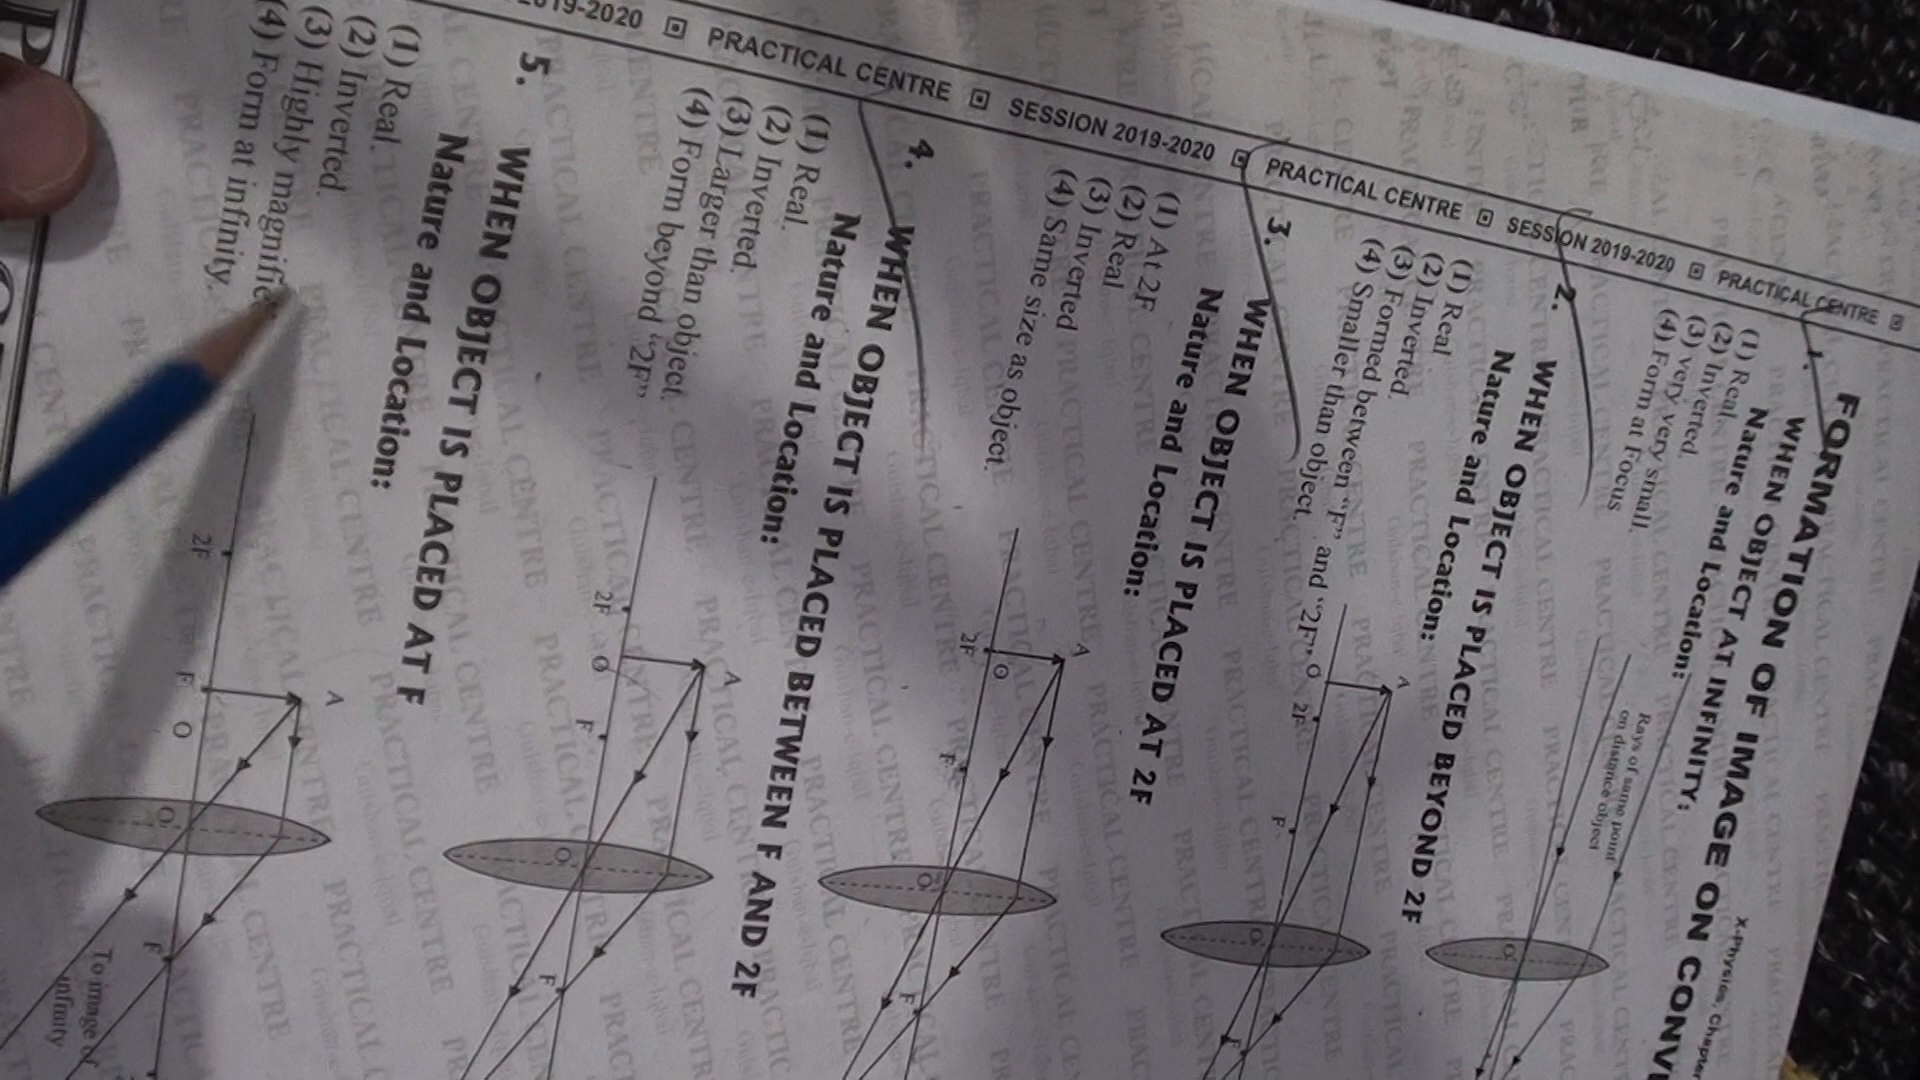 X-Physics, Chapter
FORMATION OF IMAGE ON CONV
1. WHEN OBJECT AT INFINITY:
Nature and Location:
(1) Real
(2) Inverted
(3) very very small.
(4) Form at Focus
Rays of same point
on distance object
O
2. WHEN OBJECT IS PLACED BEYOND 2F
Nature and Location:
(1) Real
(2) Inverted.
(3) Formed between "F" and "2F"
(4) Smaller than object.
A
O
2F
F
O
F
3. WHEN OBJECT IS PLACED AT 2F
Nature and Location:
(1) At 2F
(2) Real
(3) Inverted
(4) Same size as object.
A
2F
O
F
O
F
4. WHEN OBJECT IS PLACED BETWEEN F AND 2F
Nature and Location:
(1) Real.
(2) Inverted.
(3) Larger than object.
(4) Form beyond "2F"
A
2F
O
F
O
F
5. WHEN OBJECT IS PLACED AT F
Nature and Location:
(1) Real.
(2) Inverted.
(3) Highly magnifie
(4) Form at infinity.
A
2F
F
O
O
F
To image of
infinity
2019-2020 PRACTICAL CENTRE SESSION 2019-2020 PRACTICAL CENTRE SESSION 2019-2020 PRACTICAL CENTRE